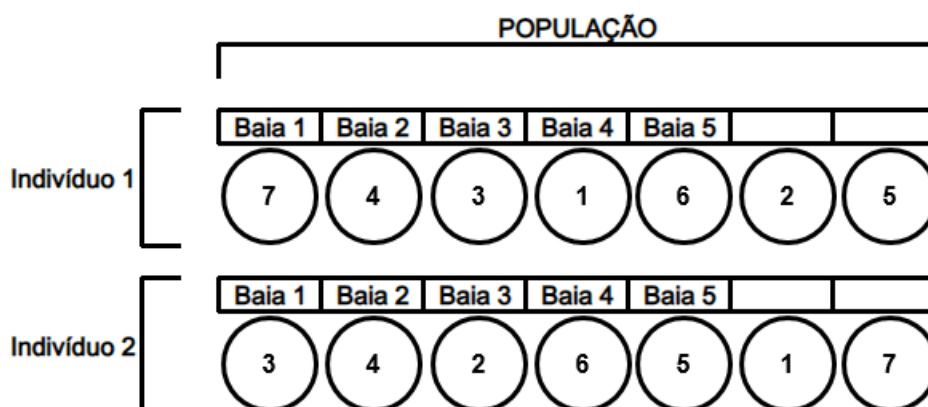 POPULAÇÃO
Baia 1 Baia 2 Baia 3 Baia 4 Baia 5
Indivíduo 1
7 4 3 1 6 2 5
Baia 1 Baia 2 Baia 3 Baia 4 Baia 5
Indivíduo 2
3 4 2 6 5 1 7